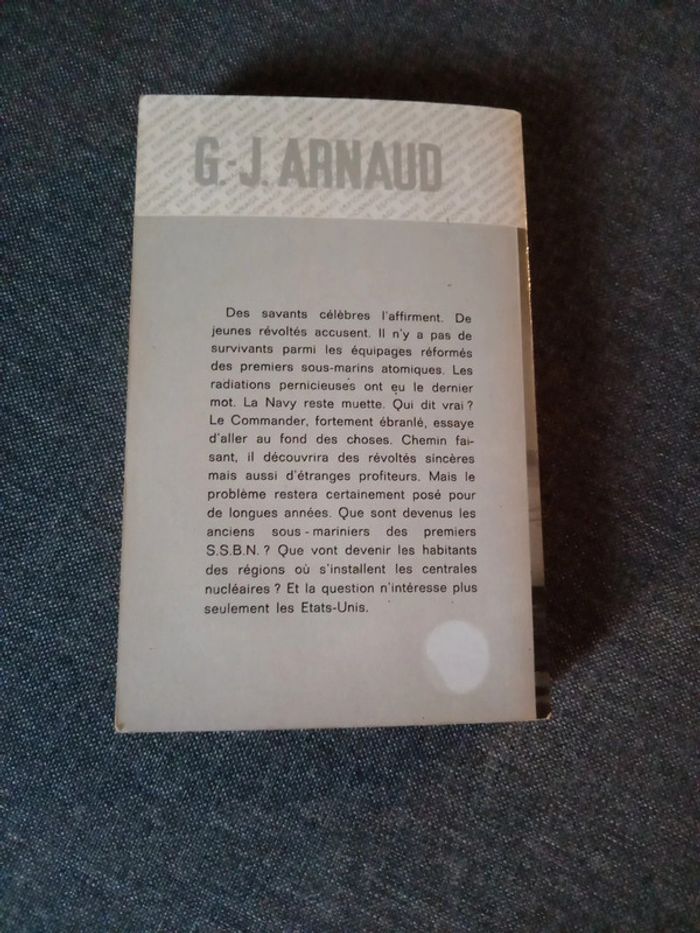 G.-J. ARNAUD
Des savants célèbres l'affirment. De
jeunes révoltés accusent. Il n'y a pas de
survivants parmi les équipages réformés
des premiers sous-marins atomiques. Les
radiations pernicieuses ont eu le dernier
mot. La Navy reste muette. Qui dit vrai ?
Le Commander, fortement ébranlé, essaye
d'aller au fond des choses. Chemin fai-
sant, il découvrira des révoltés sincères
mais aussi d'étranges profiteurs. Mais le
problème restera certainement posé pour
de longues années. Que sont devenus les
anciens sous-mariniers des premiers
S.S.B.N. ? Que vont devenir les habitants
des régions où s'installent les centrales
nucléaires ? Et la question n'intéresse plus
seulement les Etats-Unis.